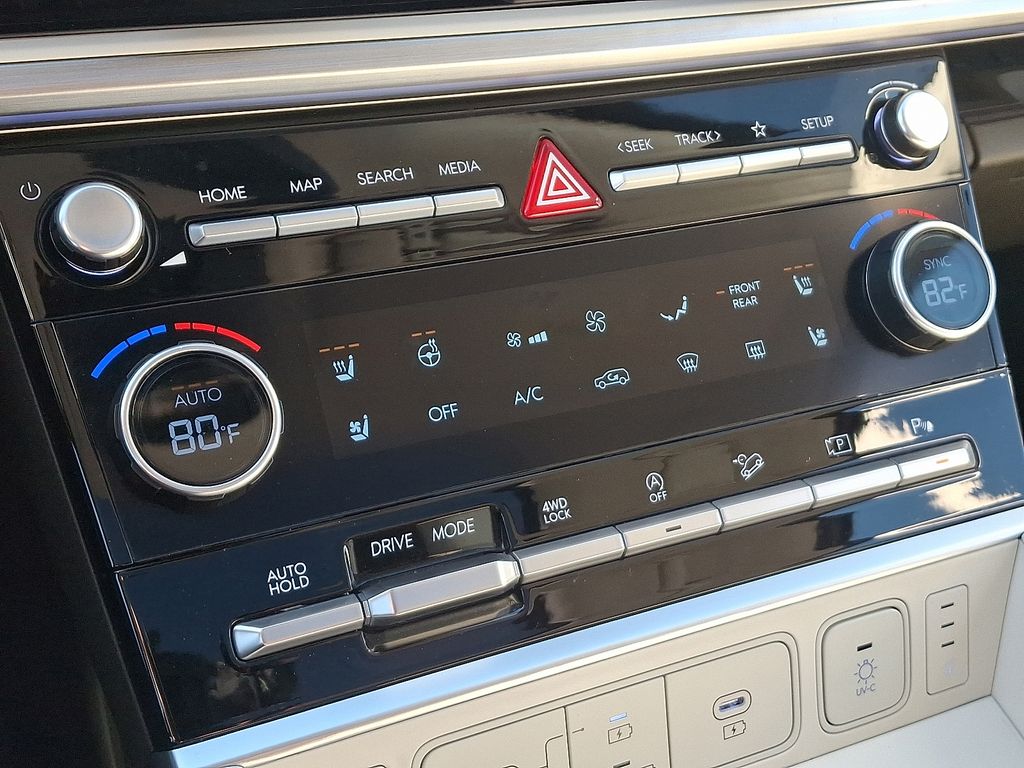 HOME MAP SEARCH MEDIA <SEEK TRACK> SETUP
AUTO
80°F
OFF A/C
FRONT
REAR
SYNC
82°F
AUTO
HOLD
DRIVE MODE
4WD
LOCK
A
OFF
P
P
UV-C